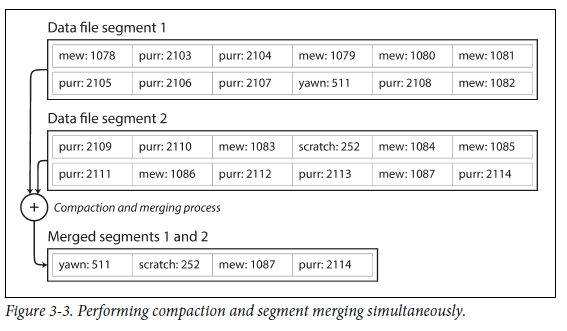 Data file segment 1
mew: 1078 purr: 2103 purr: 2104 mew: 1079 mew: 1080 mew: 1081
purr: 2105 purr: 2106 purr: 2107 yawn: 511 purr: 2108 mew: 1082
Data file segment 2
purr: 2109 purr: 2110 mew: 1083 scratch: 252 mew: 1084 mew: 1085
purr: 2111 mew: 1086 purr: 2112 purr: 2113 mew: 1087 purr: 2114
+ Compaction and merging process
Merged segments 1 and 2
yawn: 511 scratch: 252 mew: 1087 purr: 2114
Figure 3-3. Performing compaction and segment merging simultaneously.